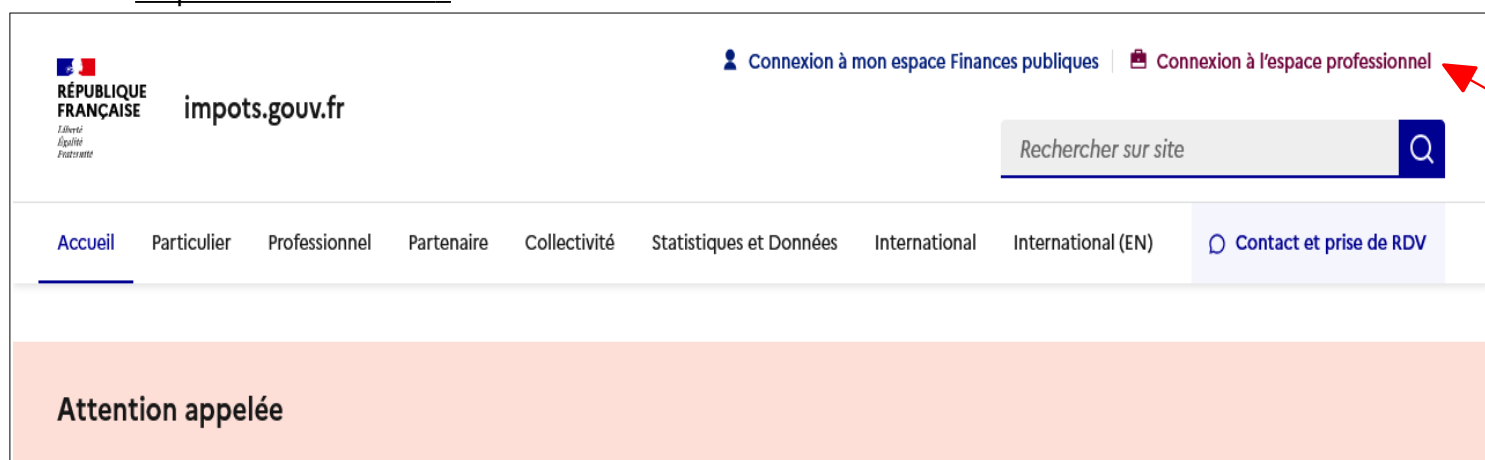 Connexion à mon espace Finances publiques
Connexion à l'espace professionnel
RÉPUBLIQUE
FRANÇAISE
Liberté
Égalité
Fraternité
impots.gouv.fr
Rechercher sur site
Accueil Particulier Professionnel Partenaire Collectivité Statistiques et Données International International (EN) Contact et prise de RDV
Attention appelée